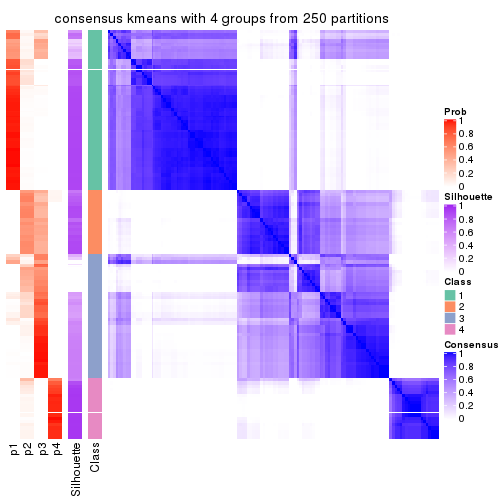 consensus kmeans with 4 groups from 250 partitions
Prob
1
0.8
0.6
0.4
0.2
0
Silhouette
1
0.8
0.6
0.4
0.2
0
Class
1
2
3
4
Consensus
1
0.8
0.6
0.4
0.2
0
p1
p2
p3
p4
Silhouette
Class